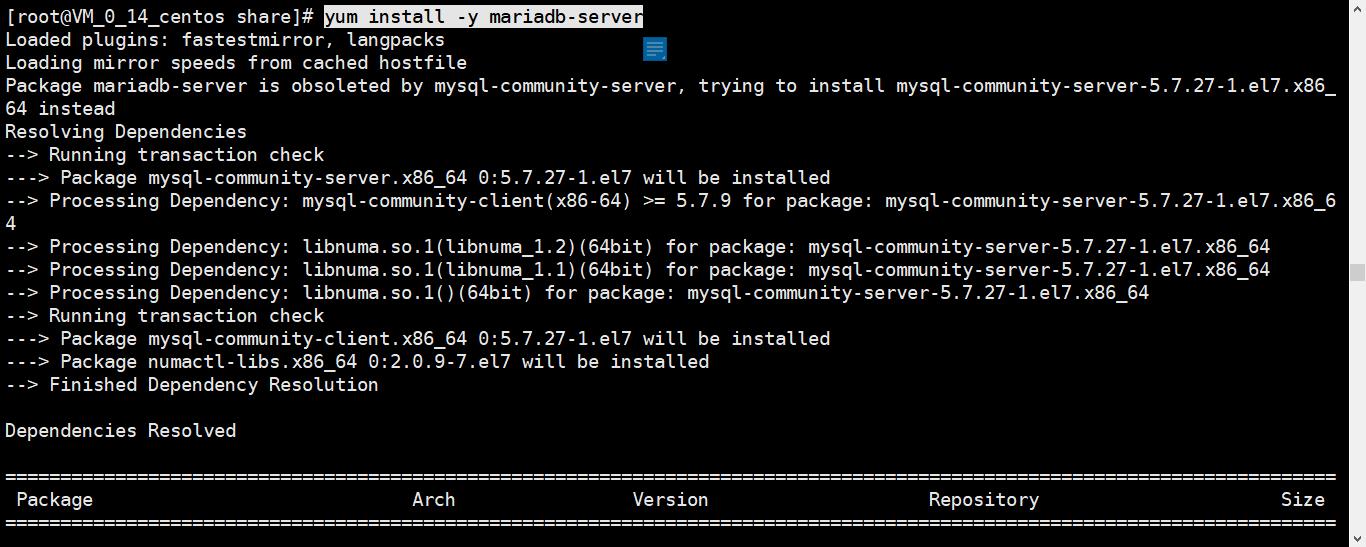 [root@VM_0_14_centos share]# yum install -y mariadb-server
Loaded plugins: fastestmirror, langpacks
Loading mirror speeds from cached hostfile
Package mariadb-server is obsoleted by mysql-community-server, trying to install mysql-community-server-5.7.27-1.el7.x86_
64 instead
Resolving Dependencies
--> Running transaction check
---> Package mysql-community-server.x86_64 0:5.7.27-1.el7 will be installed
--> Processing Dependency: mysql-community-client(x86-64) >= 5.7.9 for package: mysql-community-server-5.7.27-1.el7.x86_6
4
--> Processing Dependency: libnuma.so.1(libnuma_1.2)(64bit) for package: mysql-community-server-5.7.27-1.el7.x86_64
--> Processing Dependency: libnuma.so.1(libnuma_1.1)(64bit) for package: mysql-community-server-5.7.27-1.el7.x86_64
--> Processing Dependency: libnuma.so.1()(64bit) for package: mysql-community-server-5.7.27-1.el7.x86_64
--> Running transaction check
---> Package mysql-community-client.x86_64 0:5.7.27-1.el7 will be installed
---> Package numactl-libs.x86_64 0:2.0.9-7.el7 will be installed
--> Finished Dependency Resolution
Dependencies Resolved
=========================================================================================================================
Package Arch Version Repository Size
=========================================================================================================================